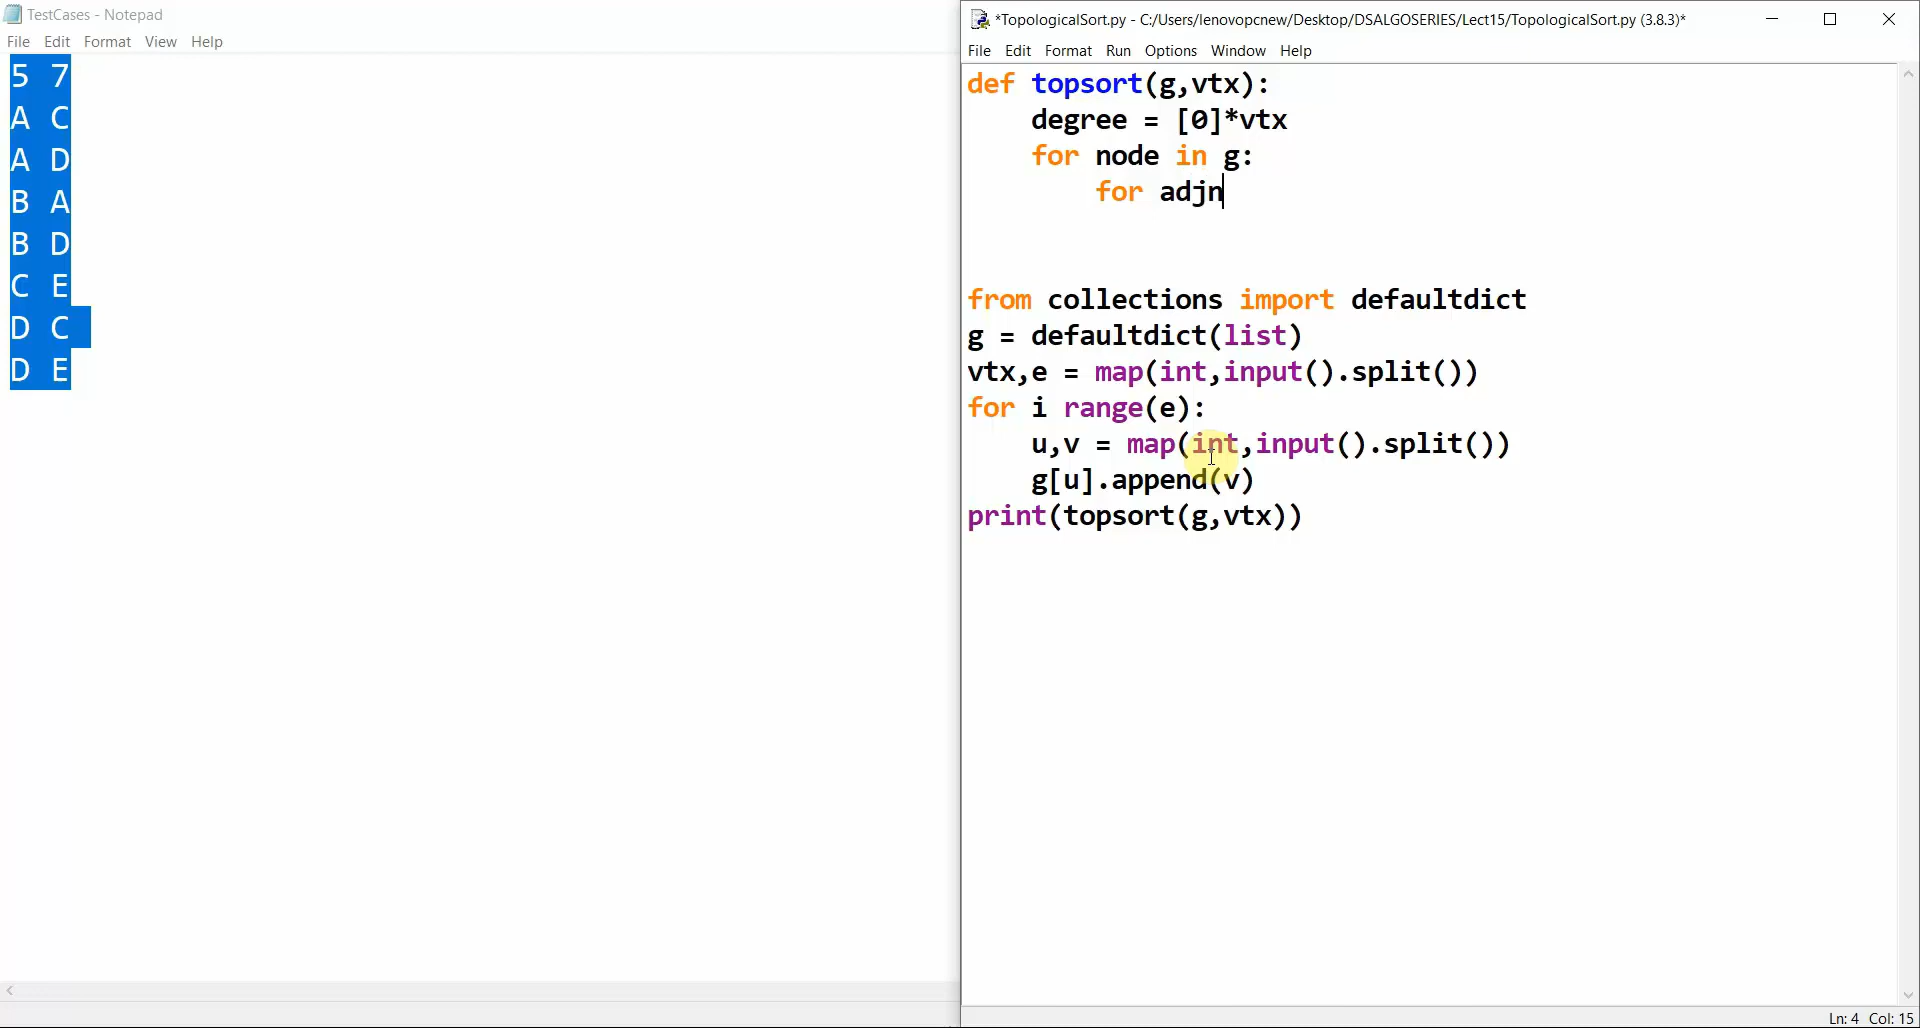 TestCases - Notepad
File Edit Format View Help
5 7
A C
A D
B A
B D
C E
D C
D E
*TopologicalSort.py - C:/Users/lenovopcnew/Desktop/DSALGOSERIES/Lect15/TopologicalSort.py (3.8.3)*
File Edit Format Run Options Window Help
def topsort(g,vtx):
    degree = [0]*vtx
    for node in g:
        for adjn
from collections import defaultdict
g = defaultdict(list)
vtx,e = map(int,input().split())
for i range(e):
    u,v = map(int,input().split())
    g[u].append(v)
print(topsort(g,vtx))
Ln: 4 Col: 15